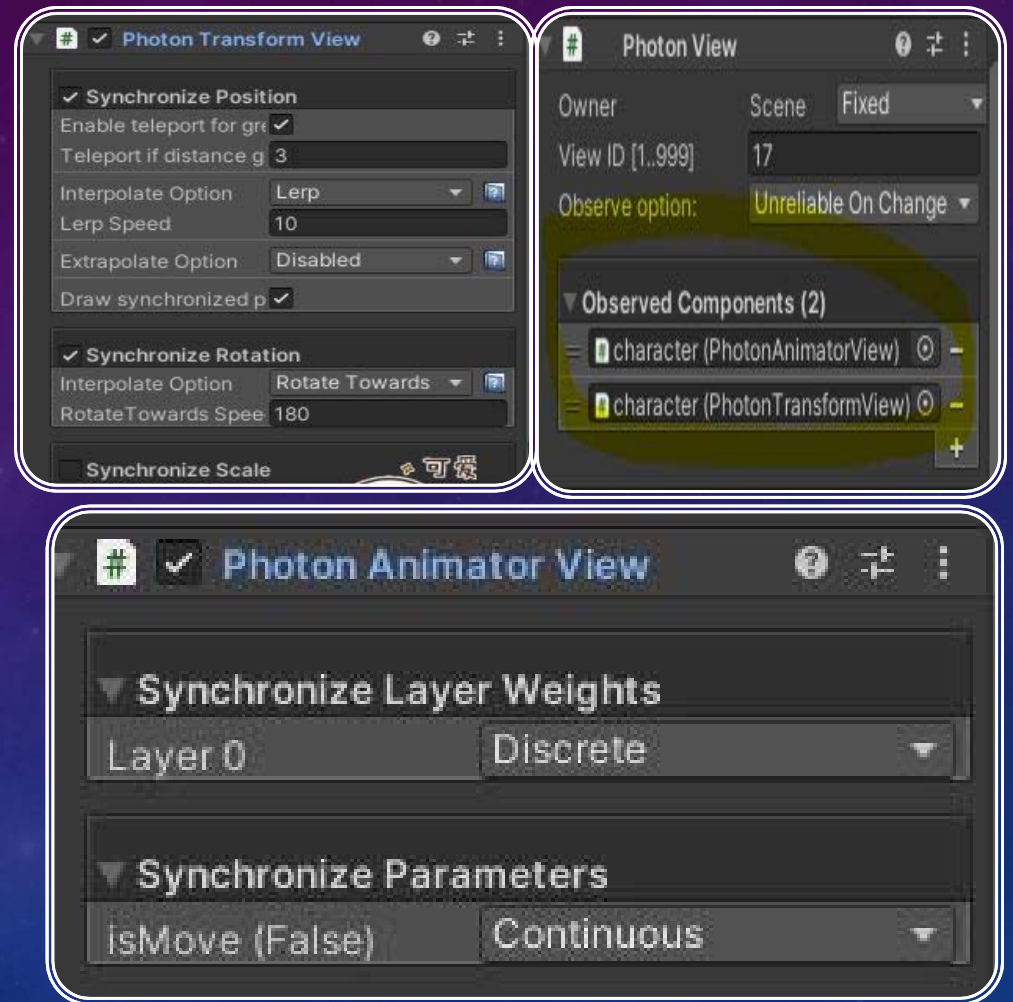 # Photon Transform View
Synchronize Position
Enable teleport for gre
Teleport if distance g 3
Interpolate Option Lerp
Lerp Speed 10
Extrapolate Option Disabled
Draw synchronized p
Synchronize Rotation
Interpolate Option Rotate Towards
RotateTowards Spee 180
Synchronize Scale
可爱
# Photon View
Owner Scene Fixed
View ID [1..999] 17
Observe option: Unreliable On Change
Observed Components (2)
character (PhotonAnimatorView)
character (PhotonTransformView)
# Photon Animator View
Synchronize Layer Weights
Layer 0 Discrete
Synchronize Parameters
isMove (False) Continuous